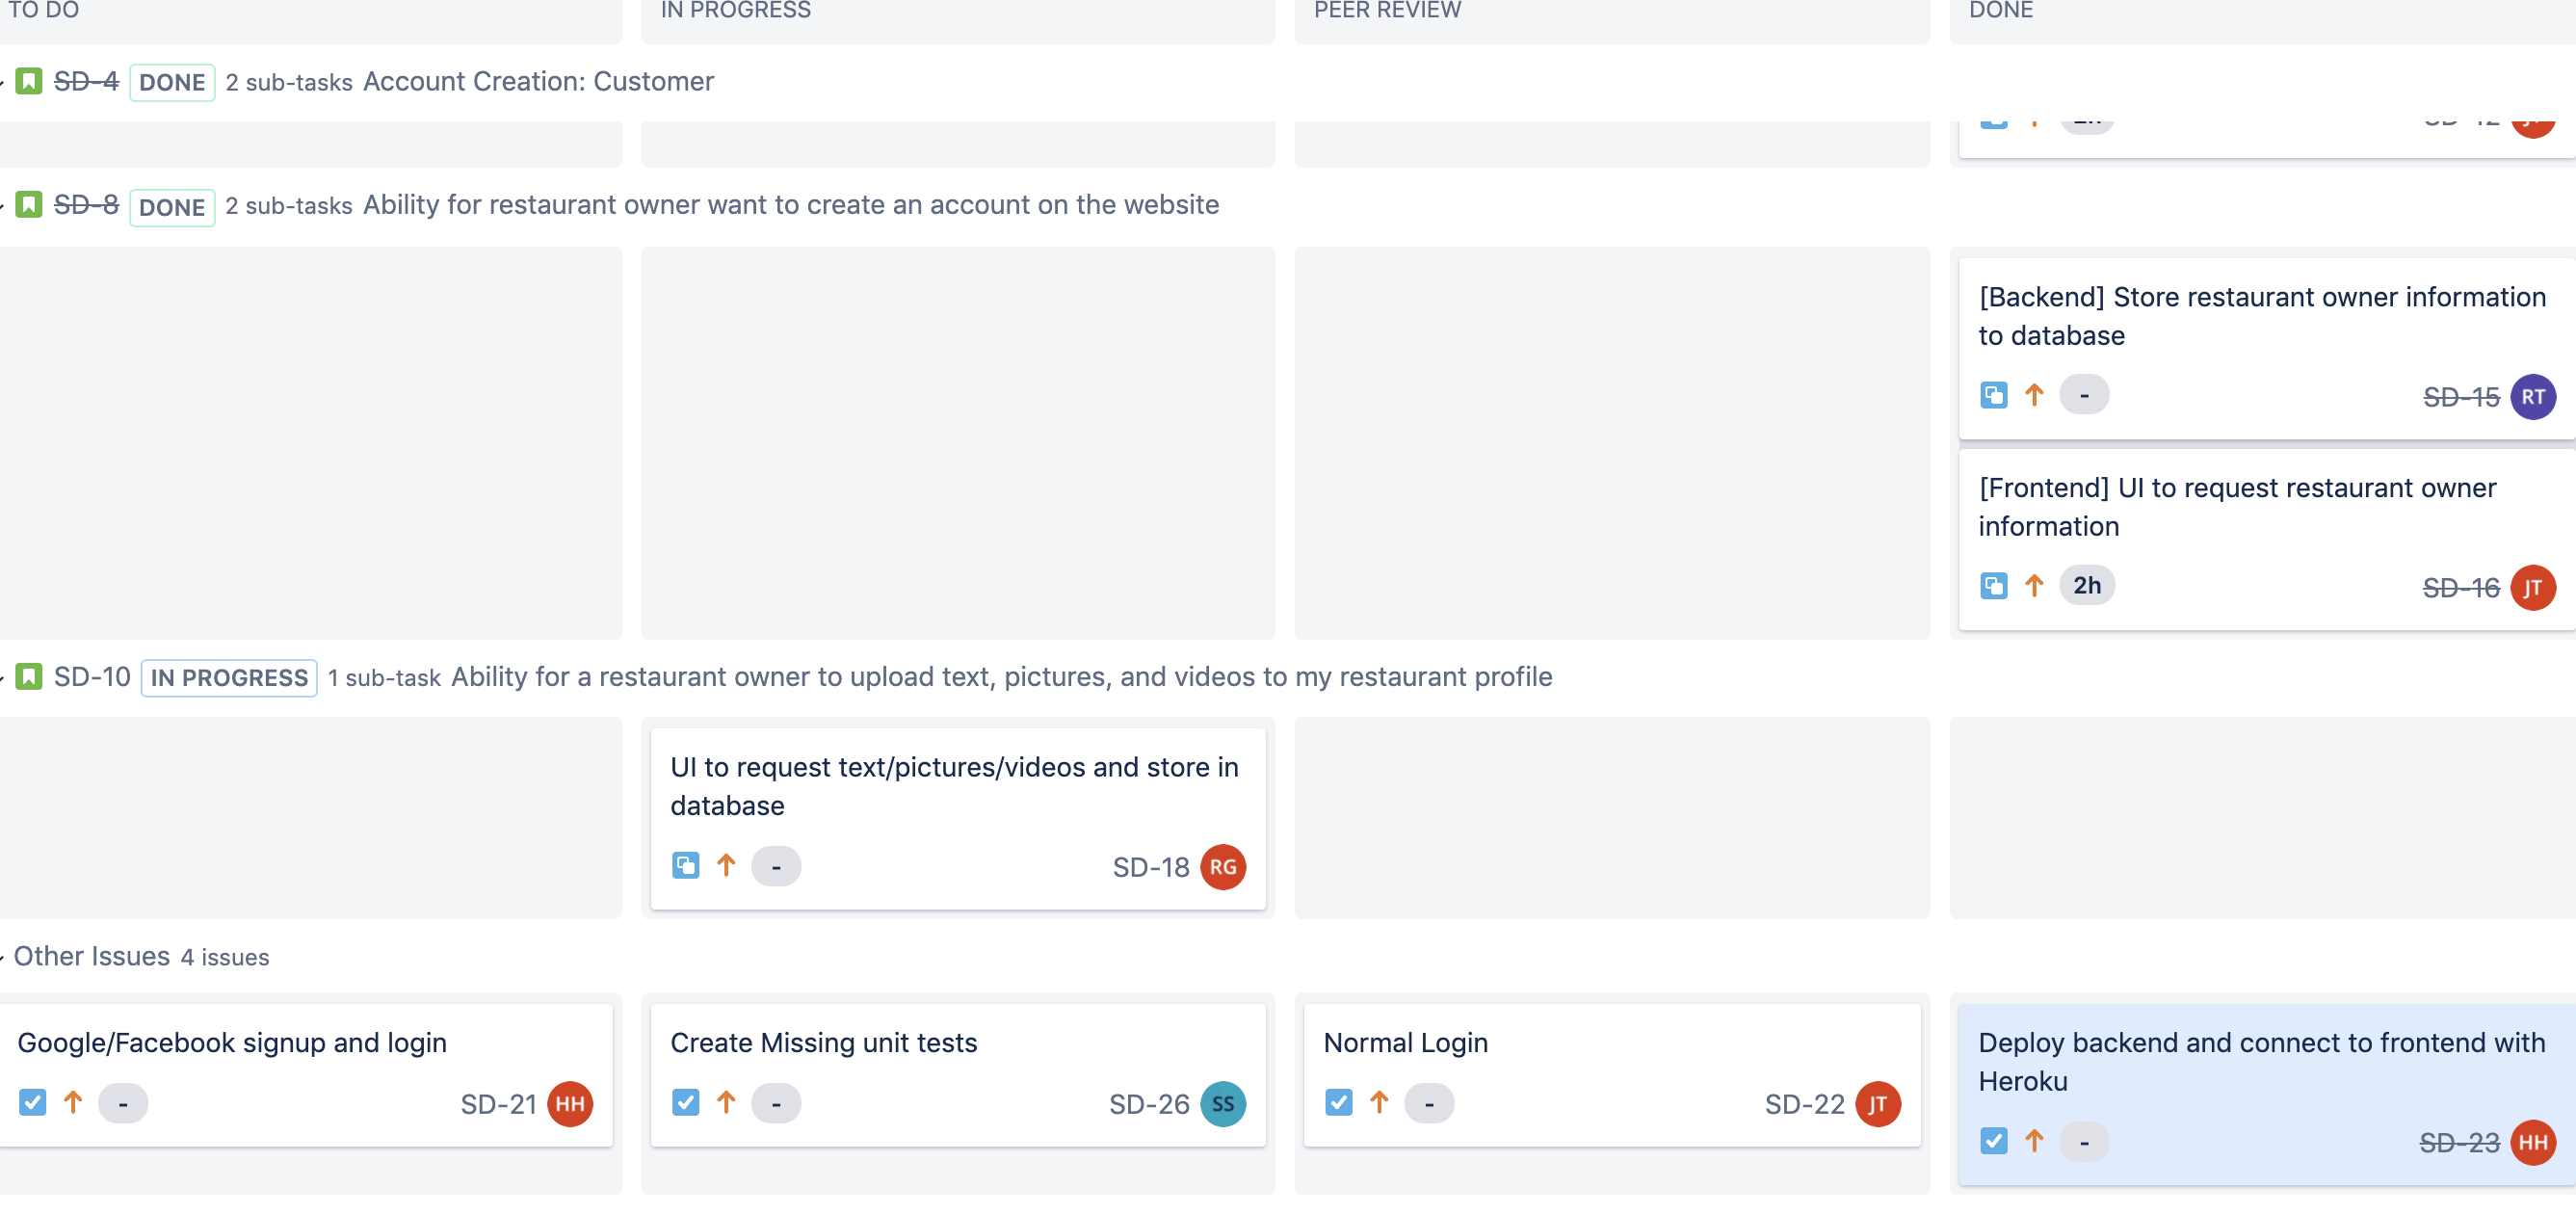 TO DO
IN PROGRESS
PEER REVIEW
DONE
SD-4 DONE 2 sub-tasks Account Creation: Customer
SD-12
SD-8 DONE 2 sub-tasks Ability for restaurant owner want to create an account on the website
[Backend] Store restaurant owner information
to database
- SD-15 RT
[Frontend] UI to request restaurant owner
information
2h SD-16 JT
SD-10 IN PROGRESS 1 sub-task Ability for a restaurant owner to upload text, pictures, and videos to my restaurant profile
UI to request text/pictures/videos and store in
database
- SD-18 RG
Other Issues 4 issues
Google/Facebook signup and login
- SD-21 HH
Create Missing unit tests
- SD-26 SS
Normal Login
- SD-22 JT
Deploy backend and connect to frontend with
Heroku
- SD-23 HH